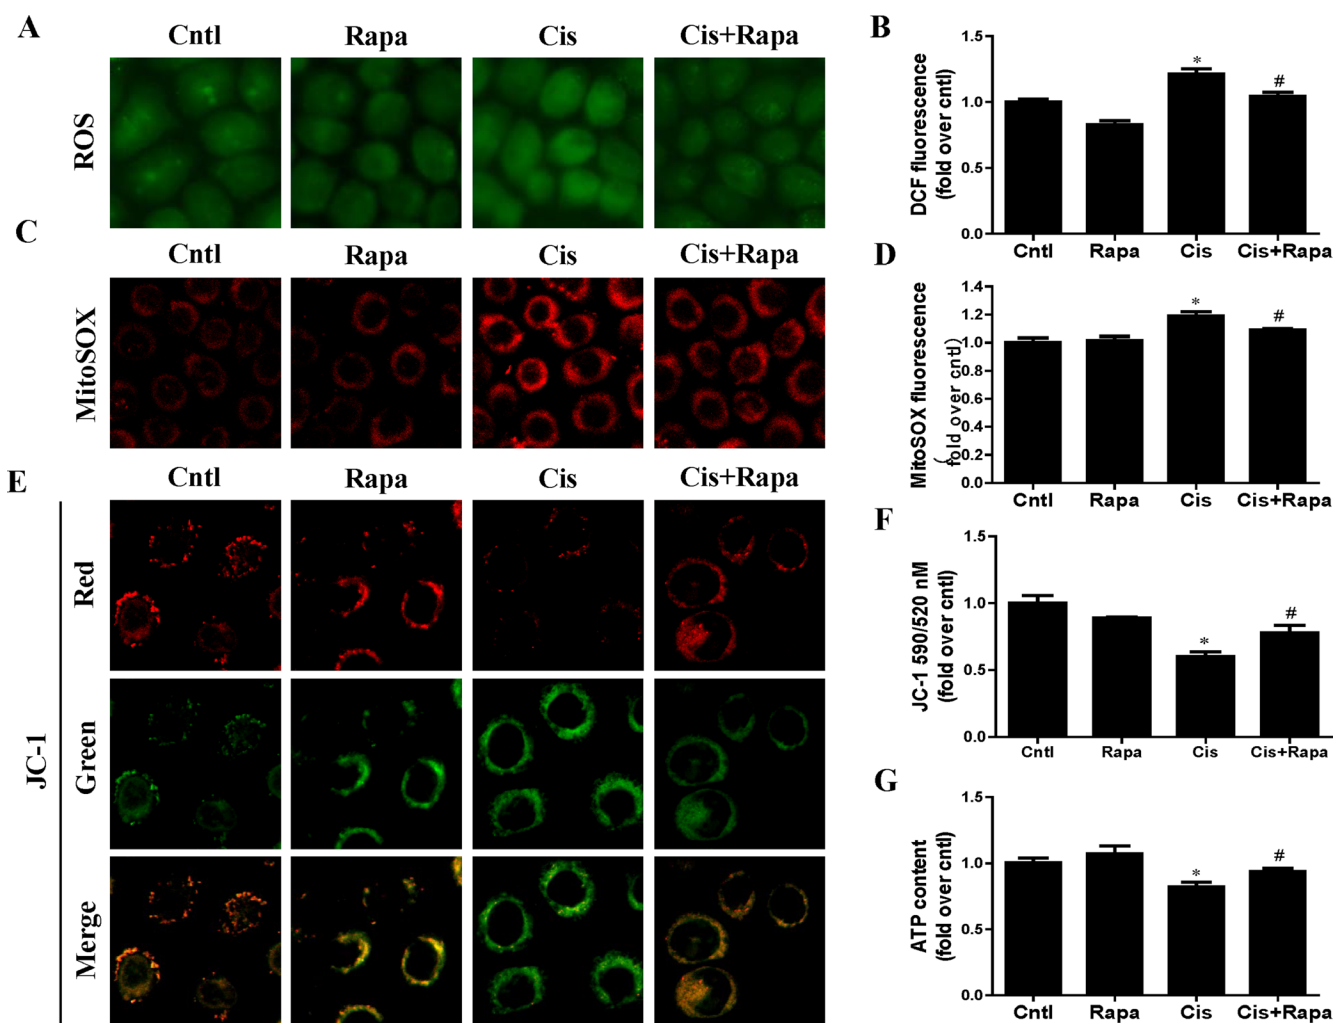 A
Cntl
Rapa
Cis
Cis+Rapa
ROS
B
DCF fluorescence
(fold over cntl)
1.5
1.0
0.5
0.0
*
#
Cntl
Rapa
Cis
Cis+Rapa
C
Cntl
Rapa
Cis
Cis+Rapa
MitoSOX
D
MitoSOX fluorescence
(fold over cntl)
1.4
1.2
1.0
0.8
0.6
0.4
0.2
0.0
*
#
Cntl
Rapa
Cis
Cis+Rapa
E
Cntl
Rapa
Cis
Cis+Rapa
JC-1
Red
Green
Merge
F
JC-1 590/520 nM
(fold over cntl)
1.5
1.0
0.5
0.0
*
#
Cntl
Rapa
Cis
Cis+Rapa
G
ATP content
(fold over cntl)
1.5
1.0
0.5
0.0
*
#
Cntl
Rapa
Cis
Cis+Rapa